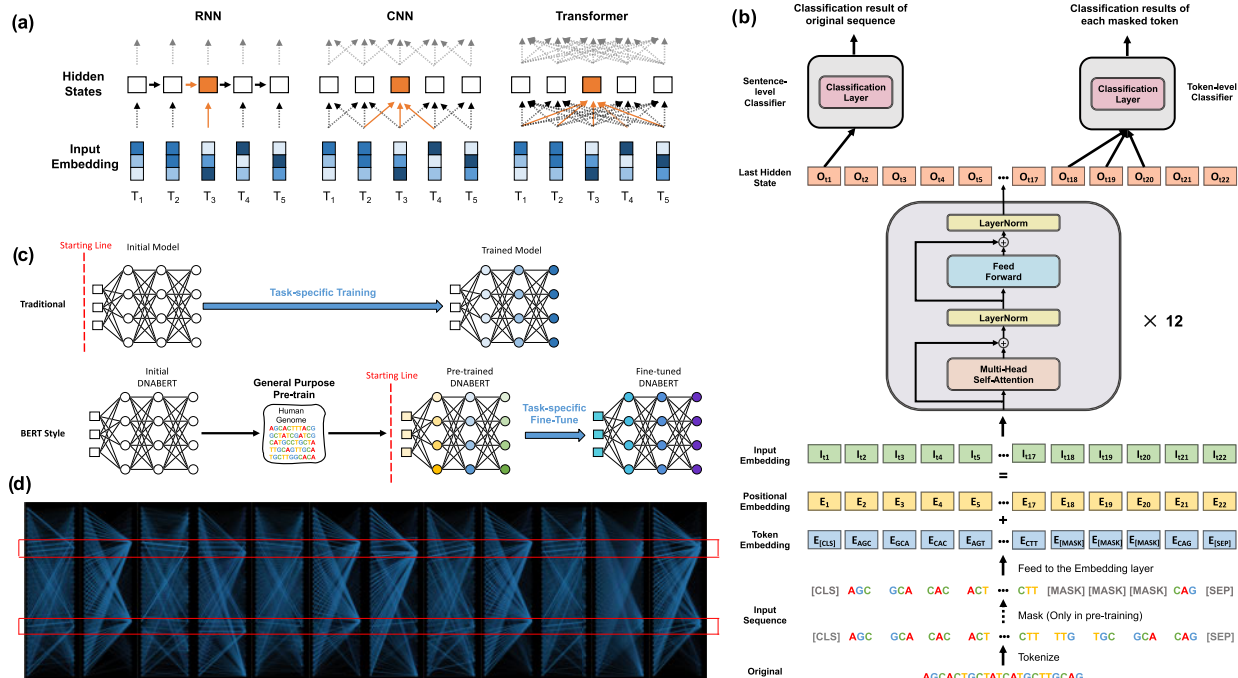 (a)
RNN
CNN
Transformer
Hidden
States
Input
Embedding
T1 T2 T3 T4 T5
T1 T2 T3 T4 T5
T1 T2 T3 T4 T5
(c)
Starting Line
Initial Model
Trained Model
Traditional
Task-specific Training
Initial
DNABERT
General Purpose
Pre-train
Human
Genome
AGCACTTTACG
GCTATCGATCG
CATGCCTGCTA
TTGCAGTTGCA
TGCTTGGCACA
Starting Line
Pre-trained
DNABERT
Task-specific
Fine-Tune
Fine-tuned
DNABERT
BERT Style
(d)
(b)
Classification result of
original sequence
Classification results of
each masked token
Sentence-
level
Classifier
Classification
Layer
Classification
Layer
Token-level
Classifier
Last Hidden
State
Ot1 Ot2 Ot3 Ot4 Ot5 ••• Ot17 Ot18 Ot19 Ot20 Ot21 Ot22
LayerNorm
Feed
Forward
LayerNorm
Multi-Head
Self-Attention
× 12
Input
Embedding
It1 It2 It3 It4 It5 ••• It17 It18 It19 It20 It21 It22
=
Positional
Embedding
E1 E2 E3 E4 E5 ••• E17 E18 E19 E20 E21 E22
+
Token
Embedding
E[CLS] EAGC EGCA ECAC EAGT ••• ECTT E[MASK] E[MASK] E[MASK] ECAG E[SEP]
Feed to the Embedding layer
[CLS] AGC GCA CAC ACT ••• CTT [MASK] [MASK] [MASK] CAG [SEP]
Input
Sequence
Mask (Only in pre-training)
[CLS] AGC GCA CAC ACT ••• CTT TTG TGC GCA CAG [SEP]
Tokenize
Original
AGCACTGCTATCATGCTTGCAG